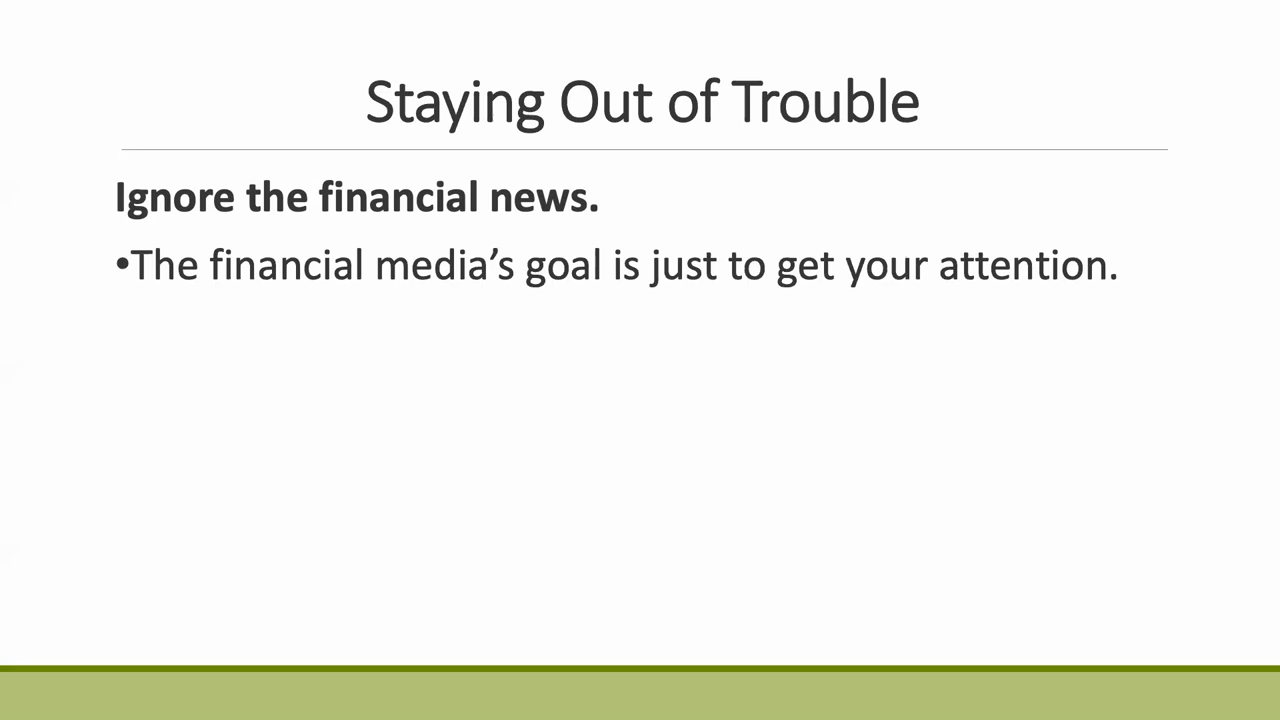 Staying Out of Trouble
Ignore the financial news.
•The financial media’s goal is just to get your attention.